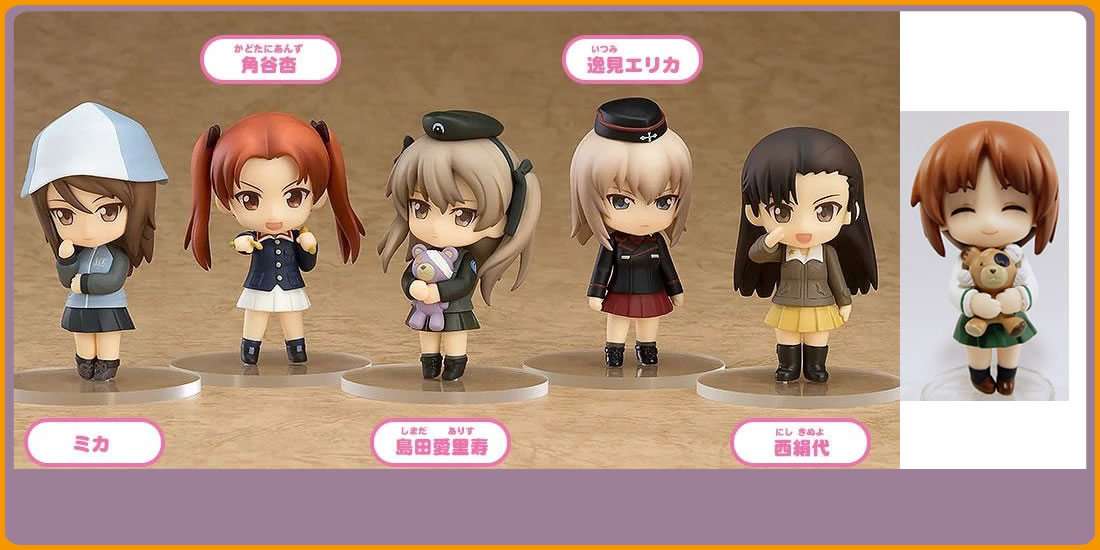 かどたにあんず
角谷杏
いつみ
逸見エリカ
ミカ
しまだ ありす
島田愛里寿
にし きぬよ
西絹代